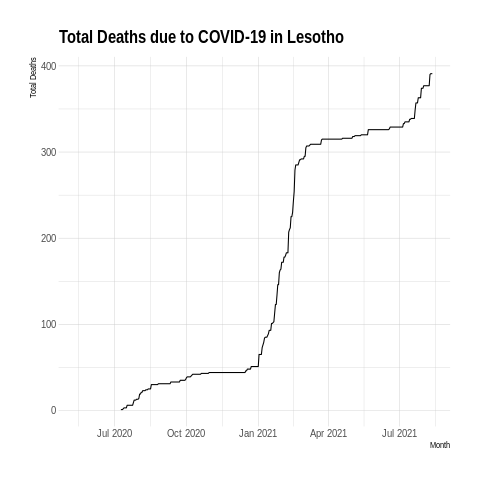 Total Deaths due to COVID-19 in Lesotho
Total Deaths
400
300
200
100
0
Jul 2020 Oct 2020 Jan 2021 Apr 2021 Jul 2021
Month